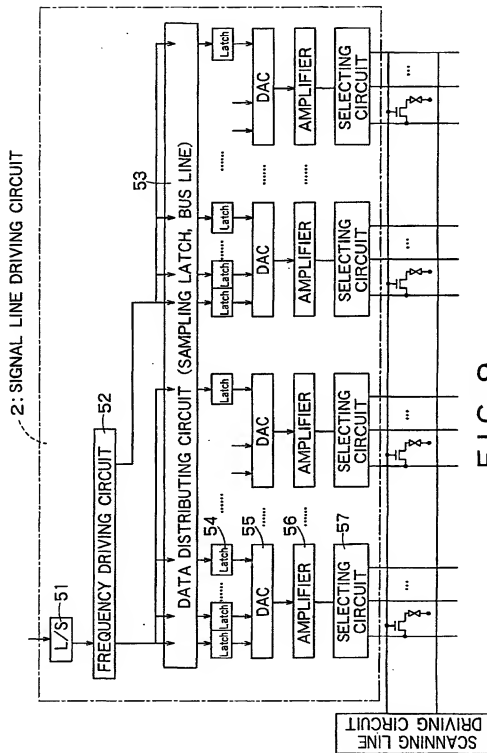 2: SIGNAL LINE DRIVING CIRCUIT
L/S
51
FREQUENCY DRIVING CIRCUIT
52
53
DATA DISTRIBUTING CIRCUIT (SAMPLING LATCH, BUS LINE)
Latch Latch ...... Latch
54
Latch
Latch Latch ...... Latch
Latch
DAC
55
......
DAC
DAC
......
DAC
AMPLIFIER
56
......
AMPLIFIER
AMPLIFIER
......
AMPLIFIER
SELECTING
CIRCUIT
57
SELECTING
CIRCUIT
SELECTING
CIRCUIT
SELECTING
CIRCUIT
...
...
...
...
SCANNING LINE
DRIVING CIRCUIT